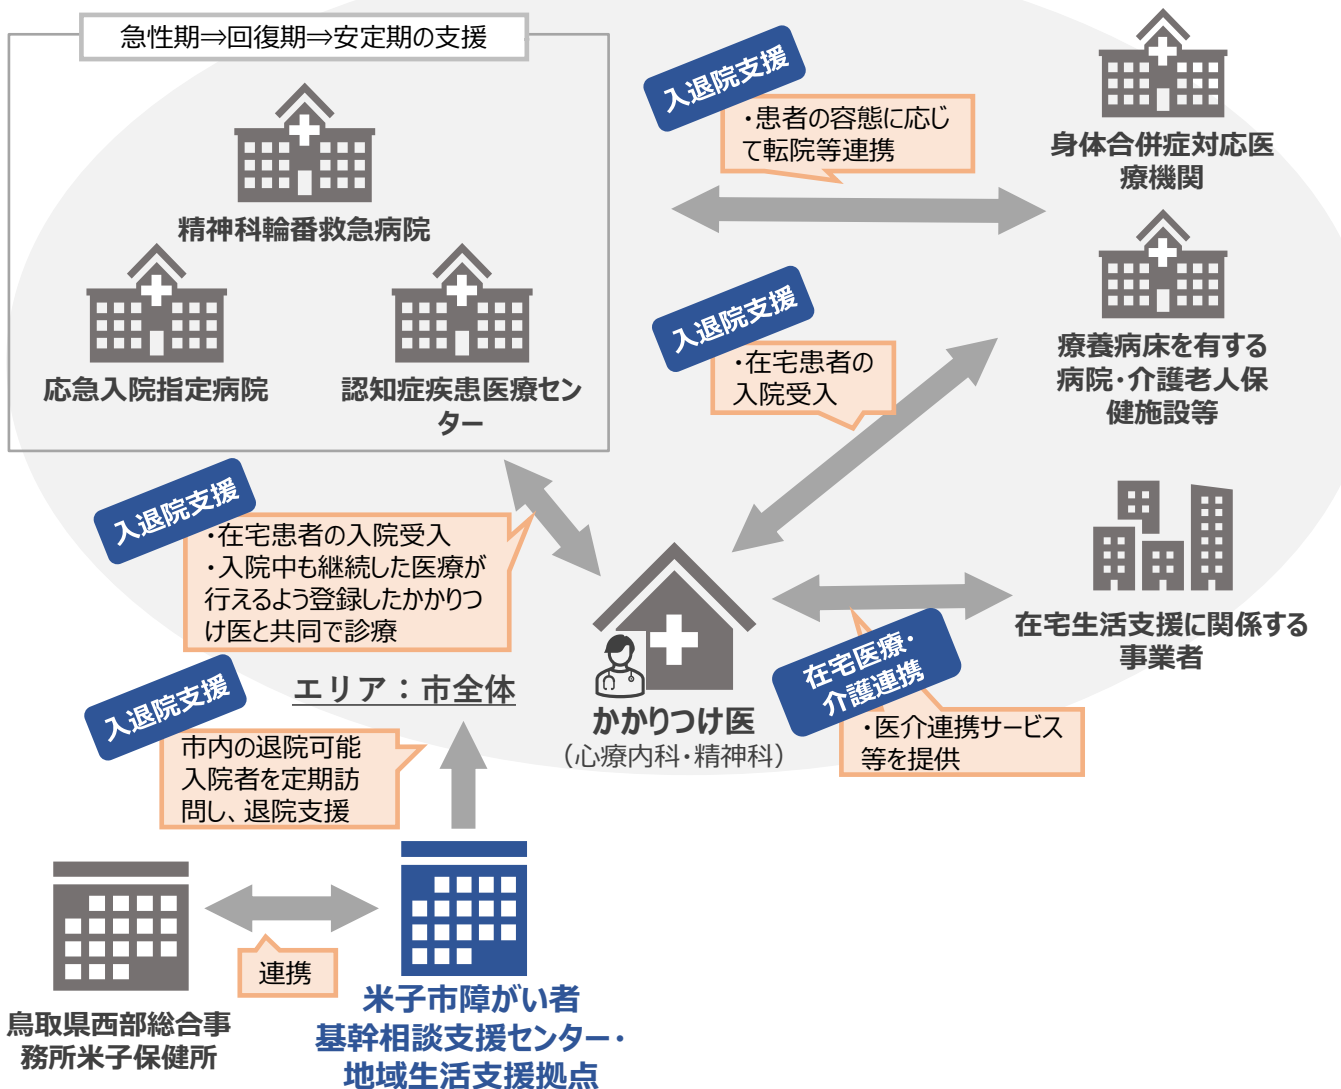 急性期⇒回復期⇒安定期の支援
精神科輪番救急病院
応急入院指定病院
認知症疾患医療セン
ター
入退院支援
・患者の容態に応じ
て転院等連携
身体合併症対応医
療機関
入退院支援
・在宅患者の
入院受入
療養病床を有する
病院・介護老人保
健施設等
入退院支援
・在宅患者の入院受入
・入院中も継続した医療が
行えるよう登録したかかりつ
け医と共同で診療
在宅生活支援に関係する
事業者
エリア：市全体
かかりつけ医
（心療内科・精神科）
在宅医療・
介護連携
・医介連携サービス
等を提供
入退院支援
市内の退院可能
入院者を定期訪
問し、退院支援
連携
鳥取県西部総合事
務所米子保健所
米子市障がい者
基幹相談支援センター・
地域生活支援拠点